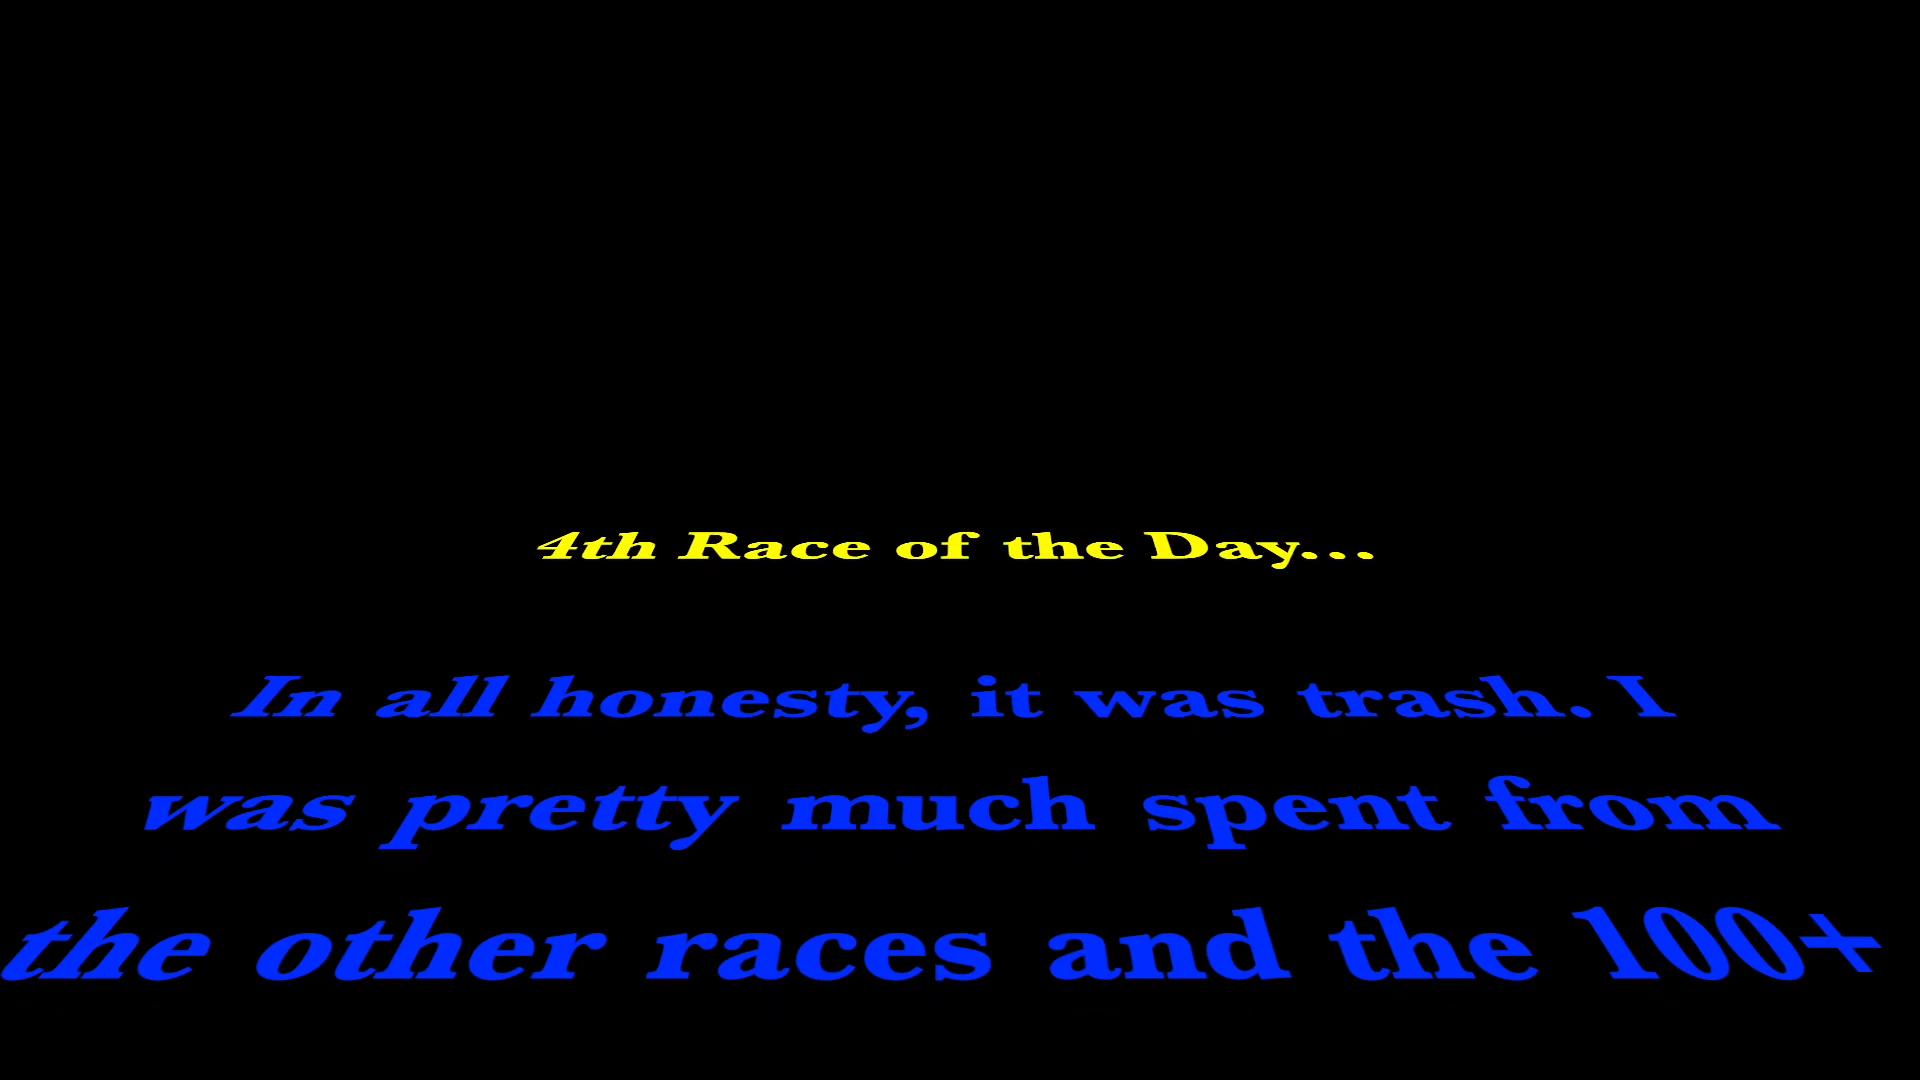 4th Race of the Day...
In all honesty, it was trash. I
was pretty much spent from
the other races and the 100+